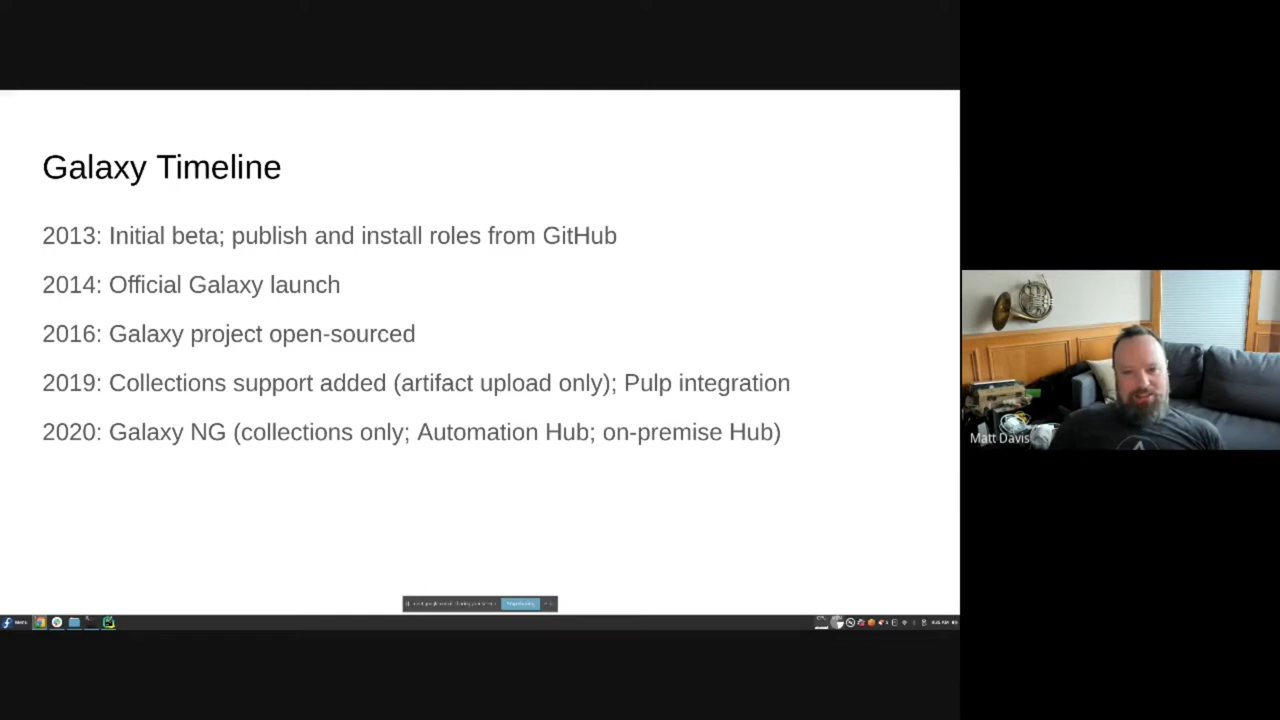 Galaxy Timeline
2013: Initial beta; publish and install roles from GitHub
2014: Official Galaxy launch
2016: Galaxy project open-sourced
2019: Collections support added (artifact upload only); Pulp integration
2020: Galaxy NG (collections only; Automation Hub; on-premise Hub)
Matt Davis